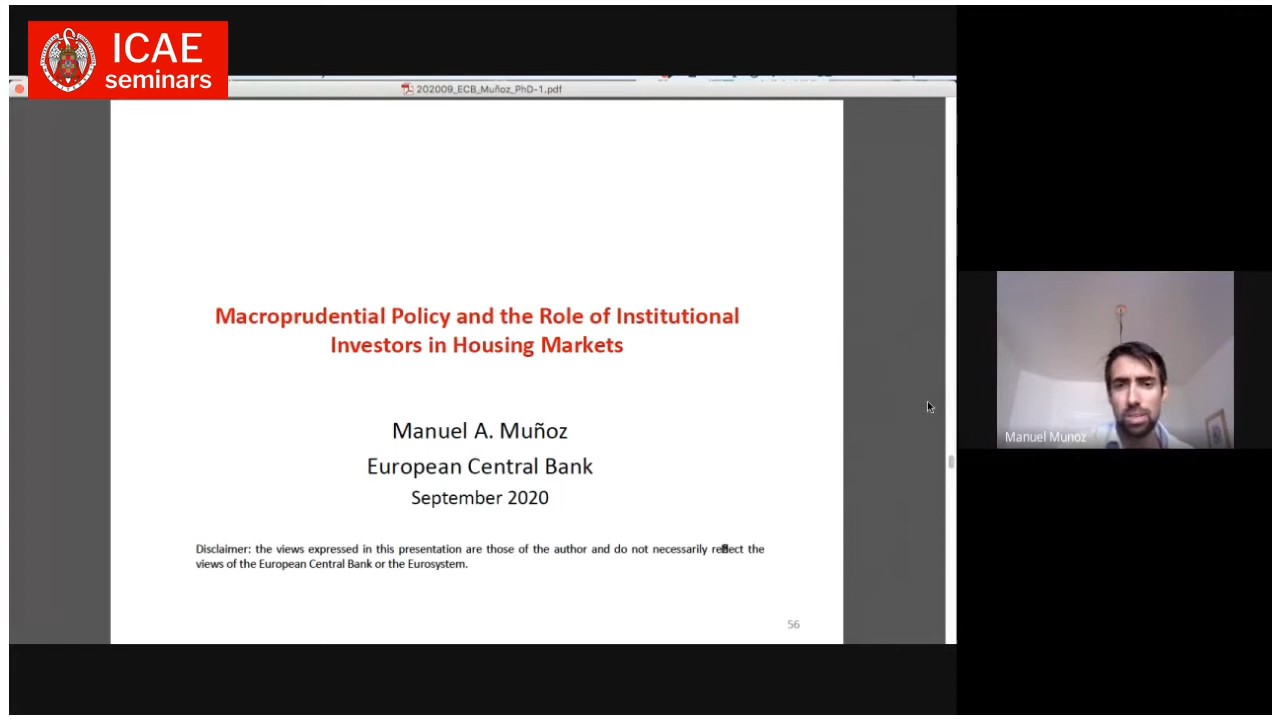 ICAE
seminars
202009_ECB_Muñoz_PhD-1.pdf
Macroprudential Policy and the Role of Institutional
Investors in Housing Markets
Manuel A. Muñoz
European Central Bank
September 2020
Disclaimer: the views expressed in this presentation are those of the author and do not necessarily reflect the
views of the European Central Bank or the Eurosystem.
56
Manuel Munoz